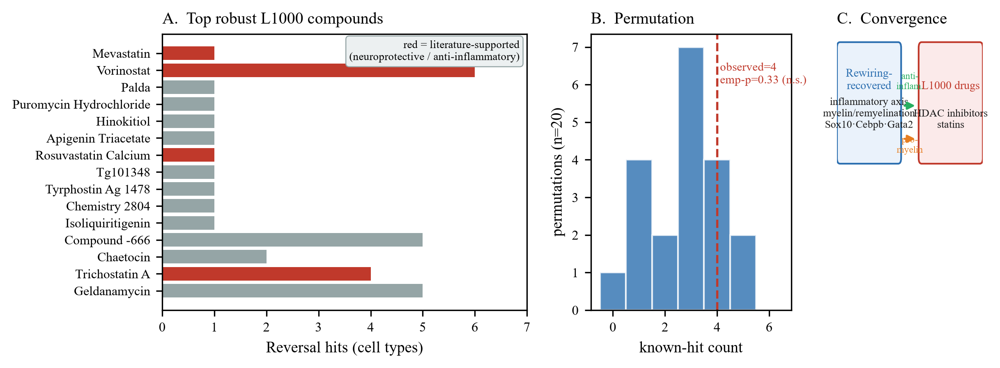 A.  Top robust L1000 compounds
red = literature-supported
(neuroprotective / anti-inflammatory)
Mevastatin
Vorinostat
Palda
Puromycin Hydrochloride
Hinokitiol
Apigenin Triacetate
Rosuvastatin Calcium
Tg101348
Tyrphostin Ag 1478
Chemistry 2804
Isoliquiritigenin
Compound -666
Chaetocin
Trichostatin A
Geldanamycin
0 1 2 3 4 5 6 7
Reversal hits (cell types)
B.  Permutation
permutations (n=20)
7
6
5
4
3
2
1
0
observed=4
emp-p=0.33 (n.s.)
0 2 4 6
known-hit count
C.  Convergence
Rewiring-
recovered
inflammatory axis
myelin/remyelination
Sox10·Cebpb·Gata2
anti-
inflam.
pro-
myelin
L1000 drugs
HDAC inhibitors
statins